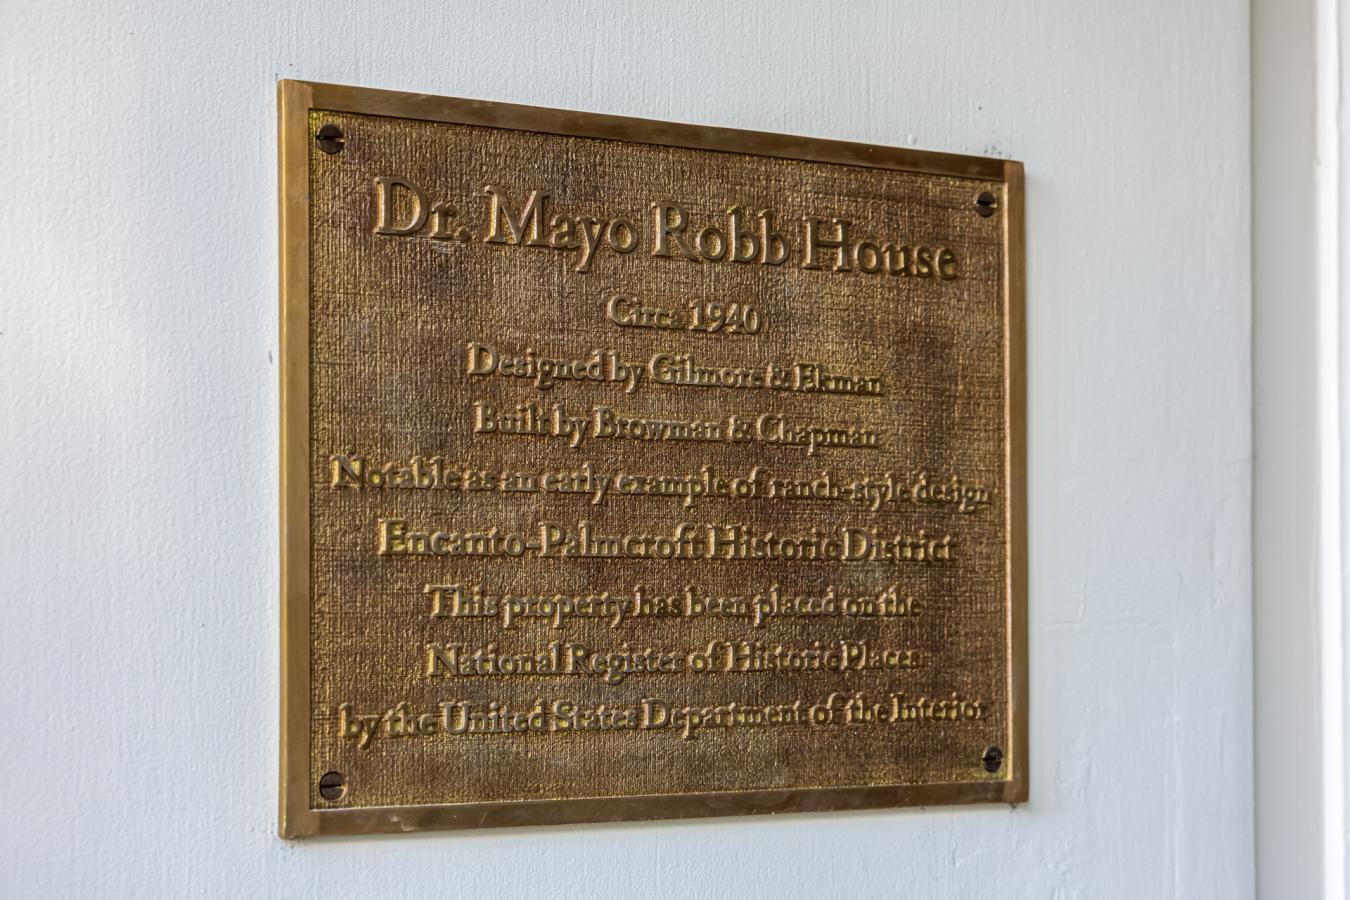 Dr. Mayo Robb House
Circa 1940
Designed by Gilmore & Ekman
Built by Browman & Chapman
Notable as an early example of ranch-style design
Encanto-Palmcroft Historic District
This property has been placed on the
National Register of Historic Places
by the United States Department of the Interior